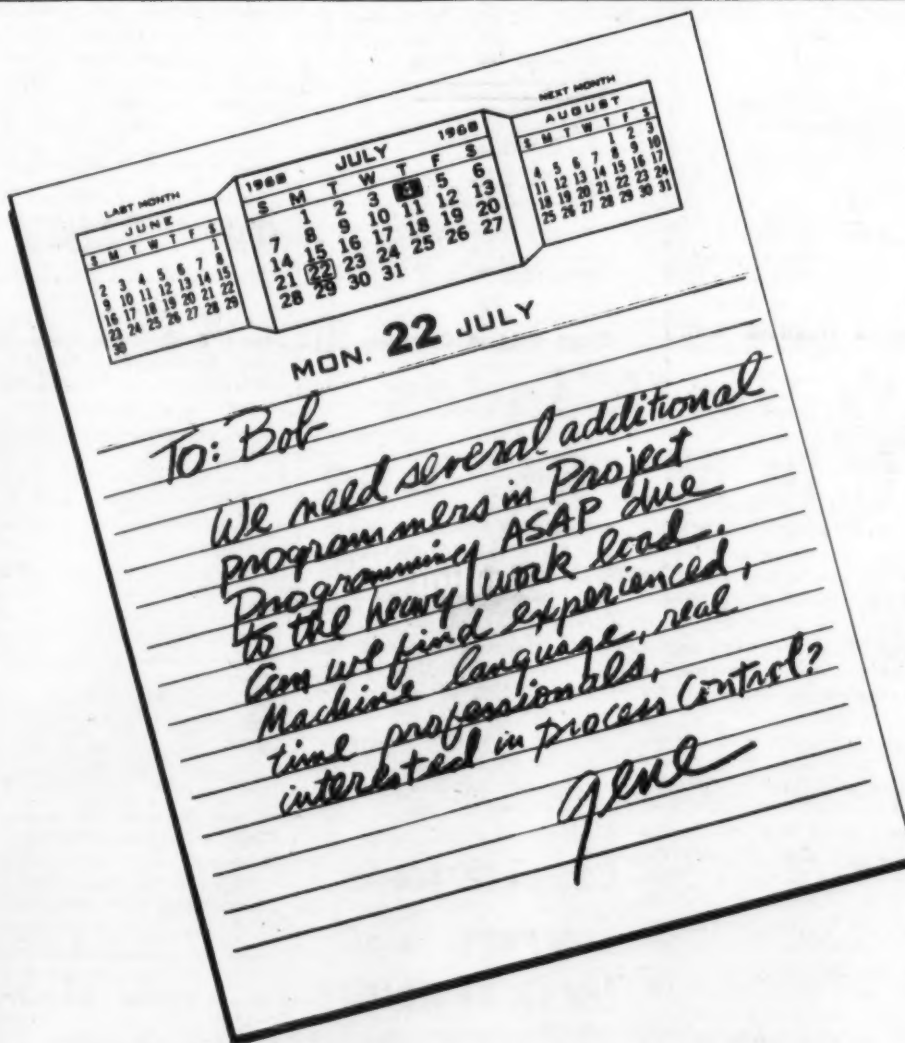 LAST MONTH
JUNE
S M T W T F S
1
2 3 4 5 6 7 8
9 10 11 12 13 14 15
16 17 18 19 20 21 22
23 24 25 26 27 28 29
30
1968 JULY 1968
S M T W T F S
1 2 3 4 5 6
7 8 9 10 11 12 13
14 15 16 17 18 19 20
21 22 23 24 25 26 27
28 29 30 31
NEXT MONTH
AUGUST
S M T W T F S
1 2 3
4 5 6 7 8 9 10
11 12 13 14 15 16 17
18 19 20 21 22 23 24
25 26 27 28 29 30 31
MON. 22 JULY
To: Bob
We need several additional
programmers in Project
Programming ASAP due
to the heavy work load.
Can we find experienced,
Machine language, real
time professionals,
interested in process control?
Gene